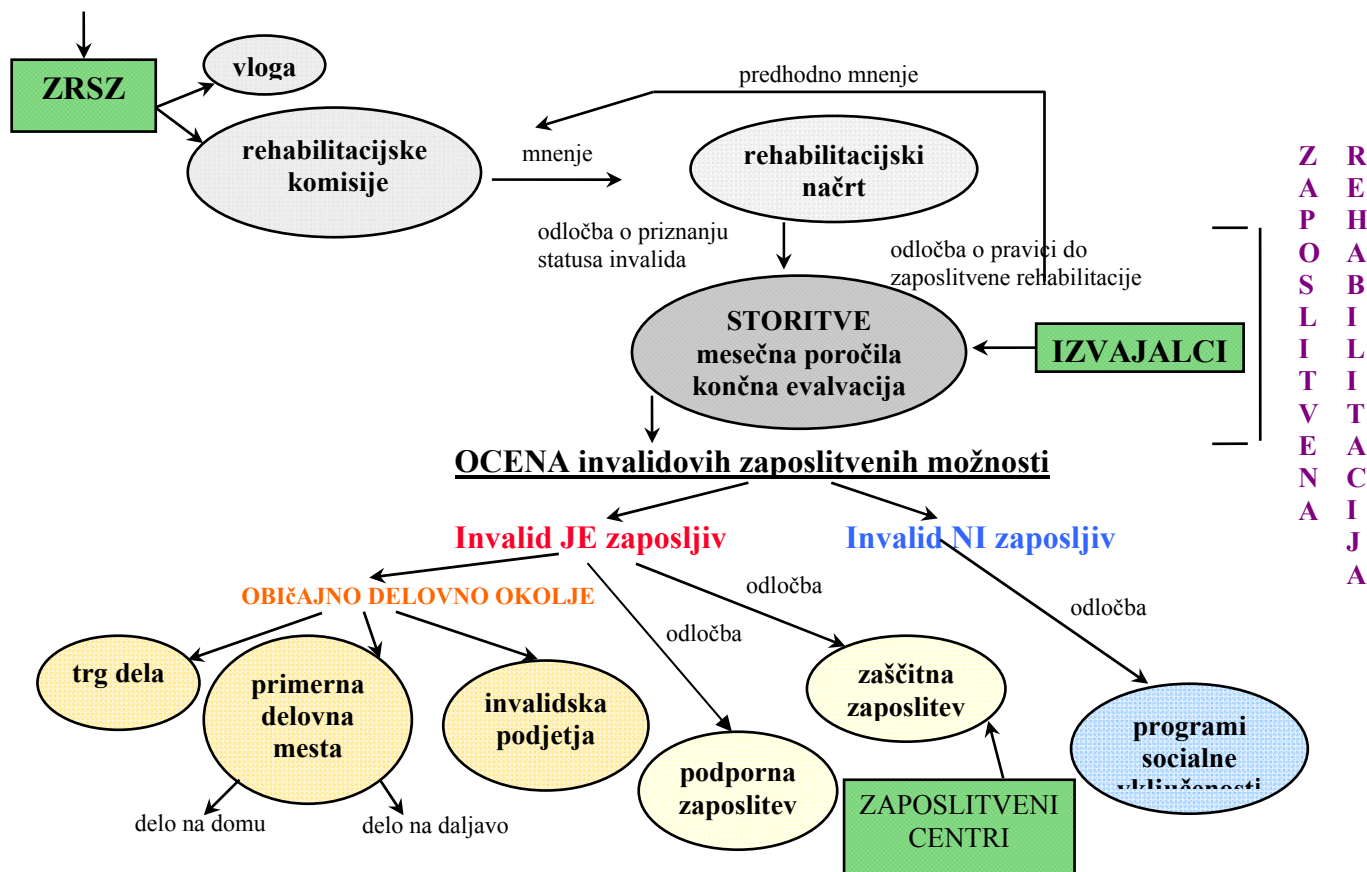 ZRSZ
vloga
predhodno mnenje
rehabilitacijske
komisije
mnenje
rehabilitacijski
načrt
odločba o priznanju
statusa invalida
odločba o pravici do
zaposlitvene rehabilitacije
STORITVE
mesečna poročila
končna evalvacija
IZVAJALCI
ZAPOSLITVENA
REHABILITACIJA
OCENA invalidovih zaposlitvenih možnosti
Invalid JE zaposljiv
Invalid NI zaposljiv
OBIčAJNO DELOVNO OKOLJE
odločba
odločba
odločba
trg dela
primerna
delovna
mesta
invalidska
podjetja
zaščitna
zaposlitev
podporna
zaposlitev
programi
socialne
vključenosti
delo na domu
delo na daljavo
ZAPOSLITVENI
CENTRI